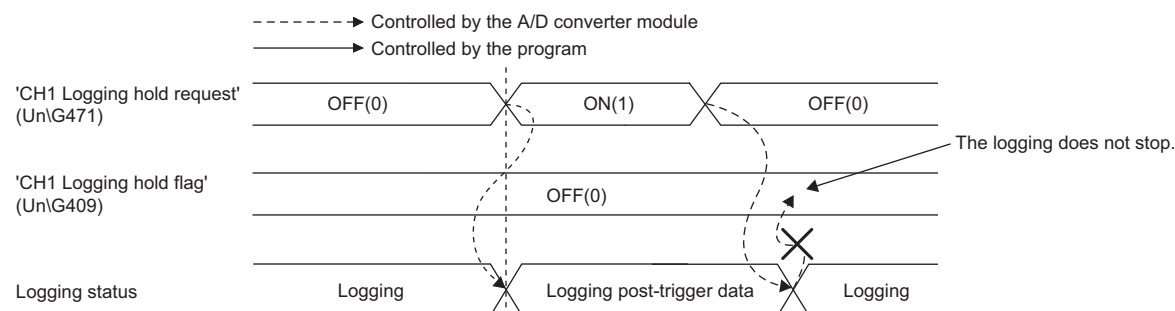 Controlled by the A/D converter module
Controlled by the program
'CH1 Logging hold request'
(Un\G471)
OFF(0)
ON(1)
OFF(0)
The logging does not stop.
'CH1 Logging hold flag'
(Un\G409)
OFF(0)
Logging status
Logging
Logging post-trigger data
Logging